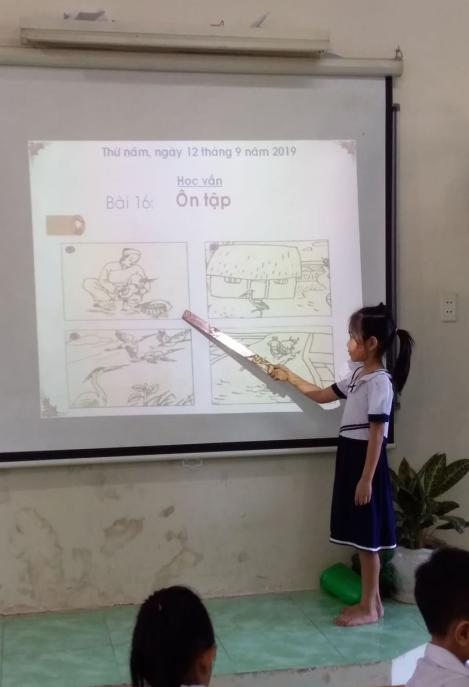 Thứ năm, ngày 12 tháng 9 năm 2019
Học vần
Bài 16: Ôn tập